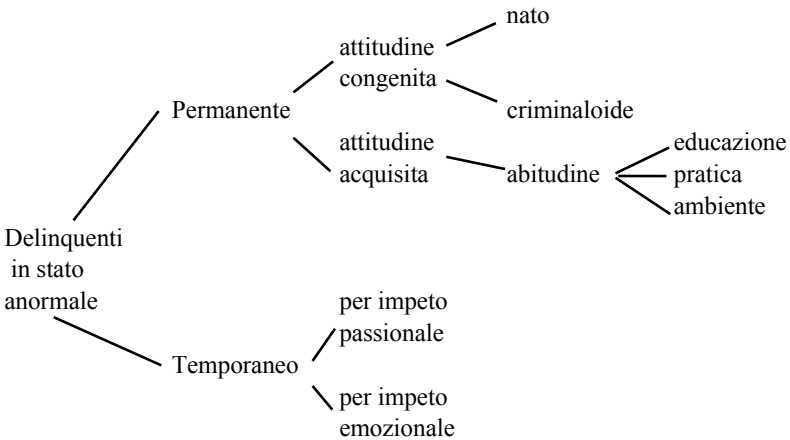 nato
attitudine
congenita
Permanente
criminaloide
attitudine
acquisita
abitudine
educazione
pratica
ambiente
Delinquenti
in stato
anormale
per impeto
passionale
Temporaneo
per impeto
emozionale